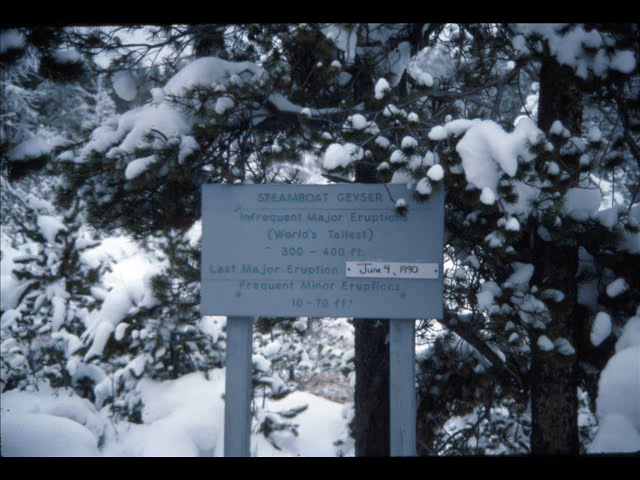 STEAMBOAT GEYSER
Infrequent Major Eruptions
(World's Tallest)
300 - 400 ft.
Last Major Eruption: June 4, 1990
Frequent Minor Eruptions
10 - 70 ft.